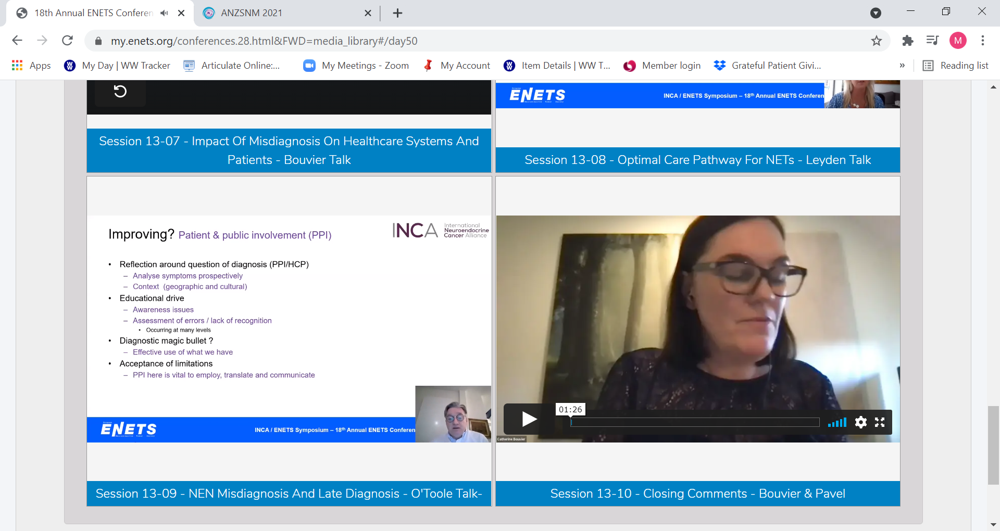 18th Annual ENETS Conferen
ANZSNM 2021
my.enets.org/conferences.28.html&FWD=media_library#/day50
M
Apps
My Day | WW Tracker
Articulate Online:...
My Meetings - Zoom
My Account
Item Details | WW T...
Member login
Grateful Patient Givi...
»
Reading list
ENETS
INCA / ENETS Symposium – 18th Annual ENETS Conferen
Session 13-07 - Impact Of Misdiagnosis On Healthcare Systems And
Patients - Bouvier Talk
Session 13-08 - Optimal Care Pathway For NETs - Leyden Talk
Improving? Patient & public involvement (PPI)
INCA
International
Neuroendocrine
Cancer Alliance
• Reflection around question of diagnosis (PPI/HCP)
– Analyse symptoms prospectively
– Context (geographic and cultural)
• Educational drive
– Awareness issues
– Assessment of errors / lack of recognition
• Occurring at many levels
• Diagnostic magic bullet ?
– Effective use of what we have
• Acceptance of limitations
– PPI here is vital to employ, translate and communicate
ENETS
INCA / ENETS Symposium – 18th Annual ENETS Conferen
01:26
Catherine Bouvier
Session 13-09 - NEN Misdiagnosis And Late Diagnosis - O'Toole Talk-
Session 13-10 - Closing Comments - Bouvier & Pavel